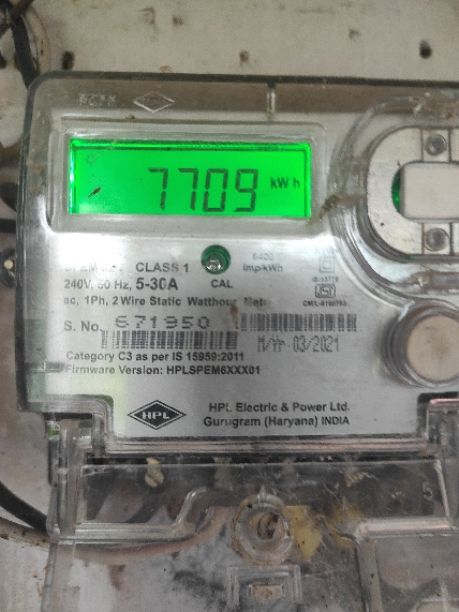 7709 kWh
CLASS 1
6400
imp/kWh
240V, 50 Hz, 5-30A
CAL
ac, 1Ph, 2 Wire Static Watthour
S. No. 671950
M/Yr 03/2021
Category C3 as per IS 15959:2011
Firmware Version: HPLSPEM6XXX01
HPL
HPL Electric & Power Ltd.
Gurugram (Haryana) INDIA